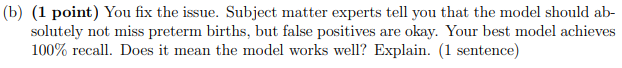 (b) (1 point) You fix the issue. Subject matter experts tell you that the model should ab-
solutely not miss preterm births, but false positives are okay. Your best model achieves
100% recall. Does it mean the model works well? Explain. (1 sentence)